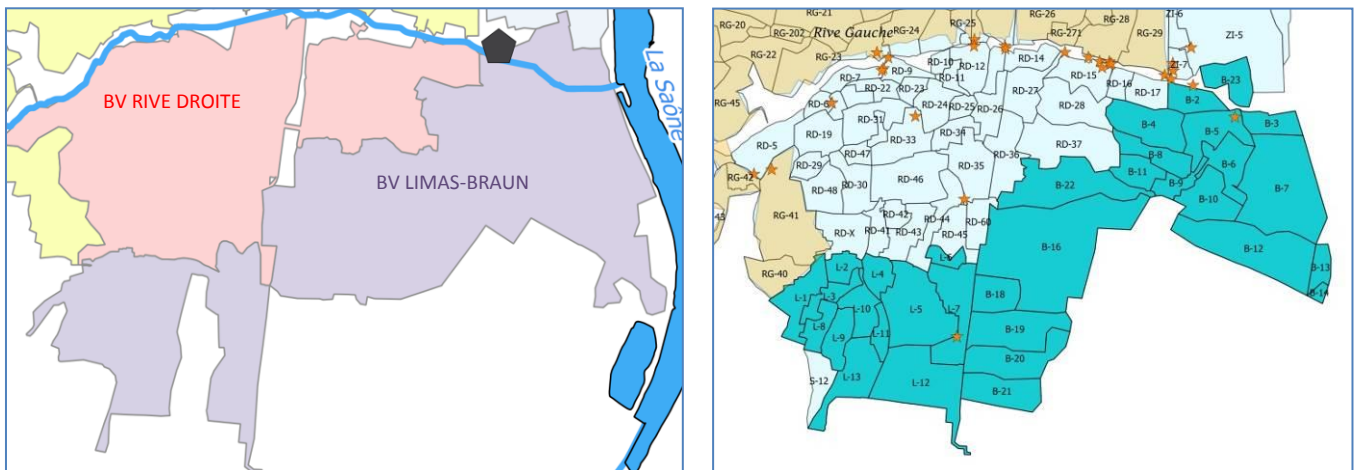 BV RIVE DROITE
BV LIMAS-BRAUN
La Saône
RG-20
RG-21
RG-26
RG-28
ZI-6
RG-202
Rive Gauche
RG-24
RG-25
RG-22
RG-23
RG-271
RG-29
ZI-5
RD-10
RD-12
RD-14
ZI-7
RD-7
RD-9
RD-11
RD-15
RD-16
B-23
RG-45
RD-22
RD-23
RD-27
RD-17
B-2
RD-6
RD-24
RD-25
RD-26
RD-28
RD-31
RD-19
RD-33
RD-34
B-4
B-5
B-3
RD-5
RD-47
RD-36
RD-37
B-8
B-6
RG-42
RD-29
RD-35
B-11
RD-48
RD-30
RD-46
B-22
B-9
B-10
B-7
RG-41
RD-42
RD-44
RD-60
RD-X
RD-41
RD-43
RD-45
B-16
B-12
RG-40
L-2
L-4
L-6
B-13
L-1
L-3
B-18
B-14
L-10
L-5
L-7
L-8
L-9
L-11
B-19
B-20
S-12
L-13
L-12
B-21